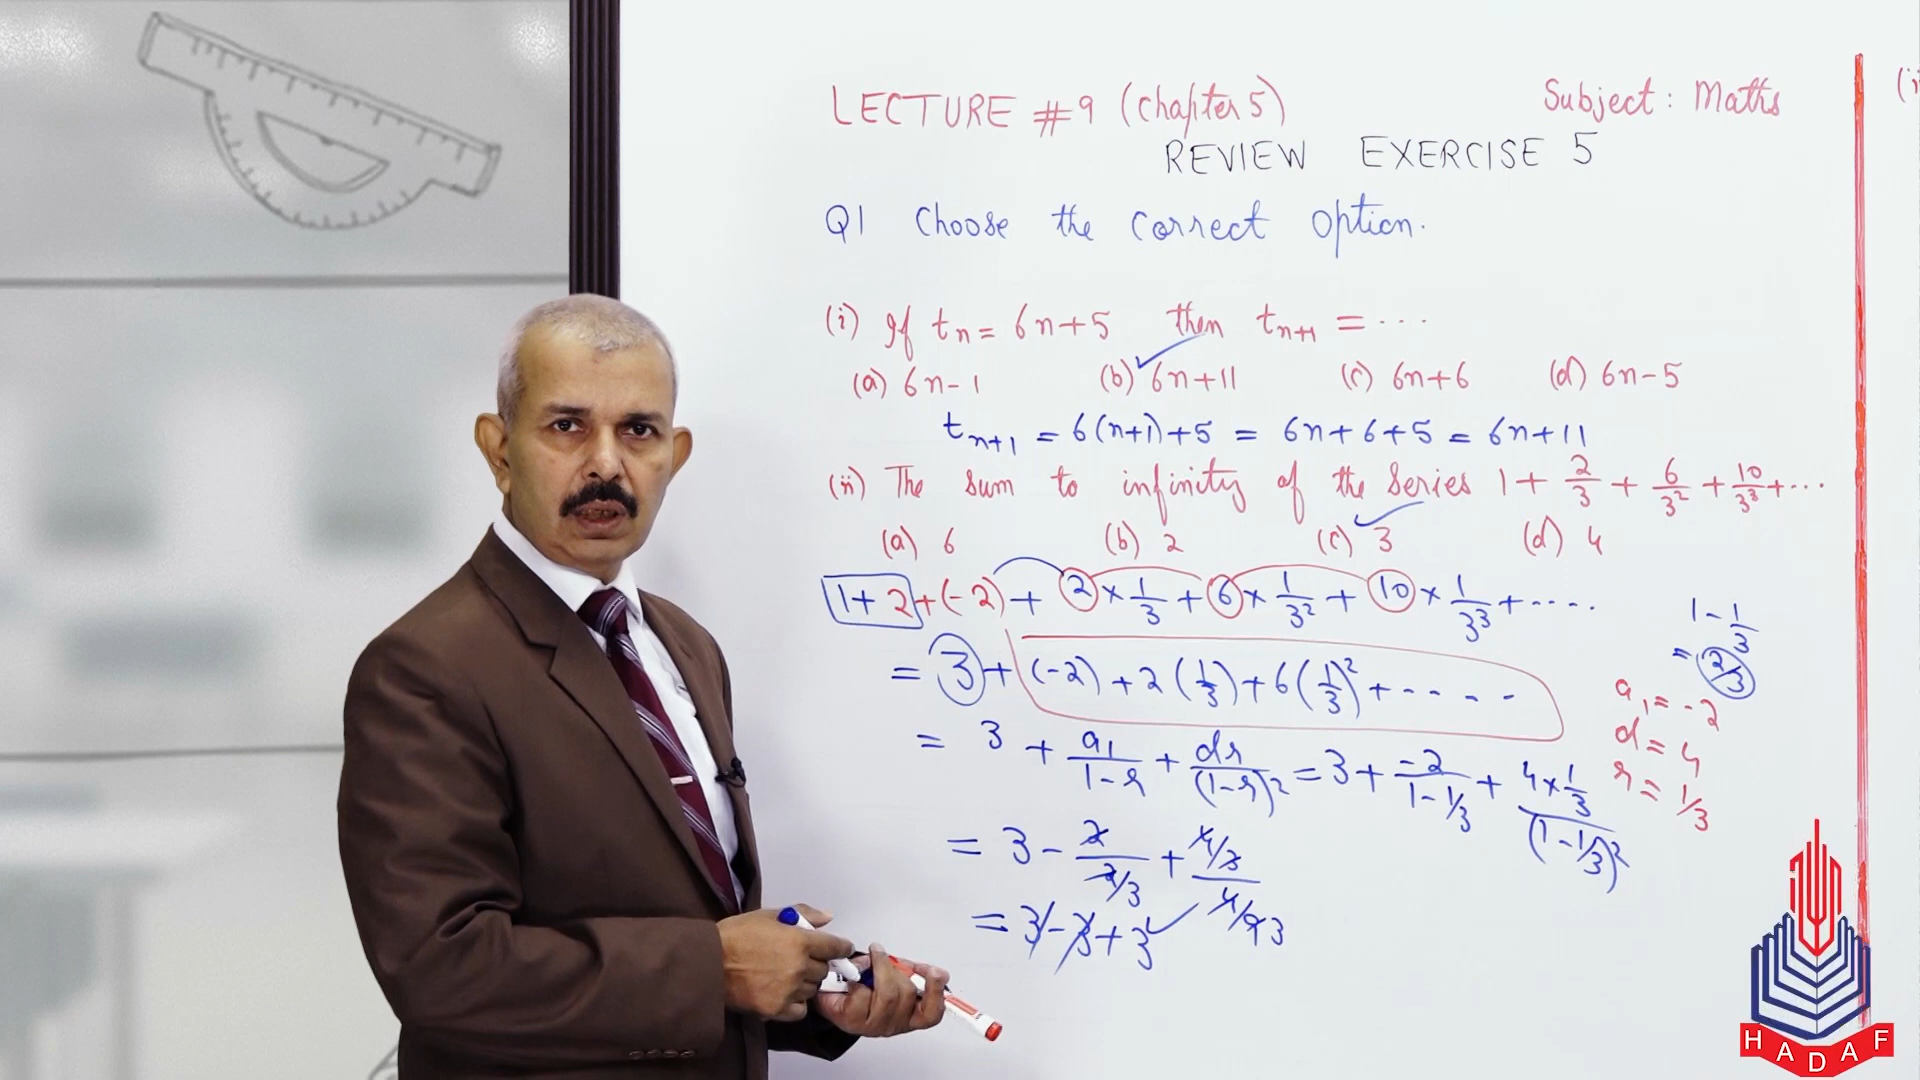 LECTURE #9 (Chapter 5) Subject: Maths
REVIEW EXERCISE 5
Q1 Choose the correct option.
(i) If tₙ = 6n+5 then tₙ₊₁ = ...
(a) 6n-1 (b) ✓ 6n+11 (c) 6n+6 (d) 6n-5
tₙ₊₁ = 6(n+1)+5 = 6n+6+5 = 6n+11
(ii) The sum to infinity of the series 1 + 2/3 + 6/3² + 10/3³ + ...
(a) 6 (b) 2 (c) ✓ 3 (d) 4
1+2+(-2) + 2×1/3 + 6×1/3² + 10×1/3³ + ....
= 3 + (-2) + 2(1/3) + 6(1/3)² + - - - -
= 3 + a₁/(1-r) + dr/(1-r)² = 3 + -2/(1-1/3) + (4×1/3)/(1-1/3)²
= 3 - 2/(2/3) + (4/3)/(4/9) 3
= 3 - 3 + 3 ✓
1 - 1/3
= 2/3
a₁ = -2
d = 4
r = 1/3
HADAF